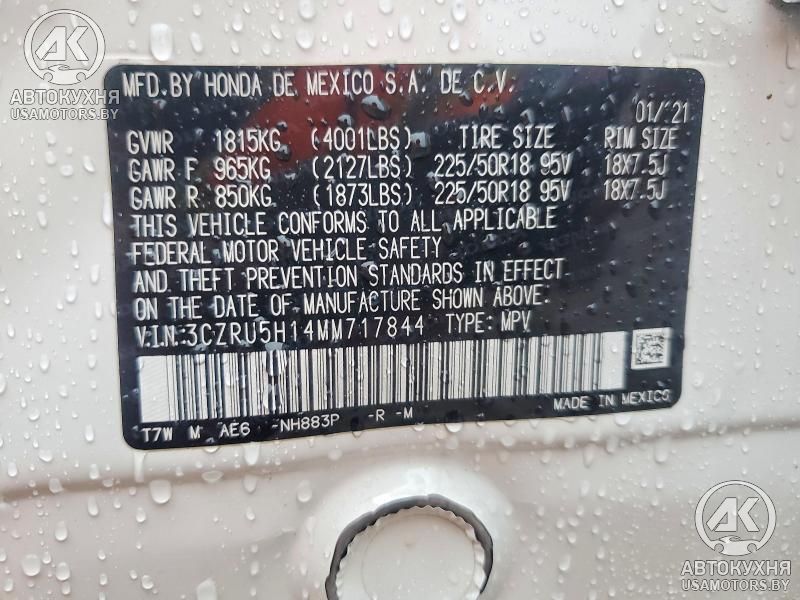 АК
АВТОКУХНЯ
USAMOTORS.BY
MFD. BY HONDA DE MEXICO S.A. DE C.V.
01/'21
GVWR 1815KG (4001LBS) TIRE SIZE RIM SIZE
GAWR F 965KG (2127LBS) 225/50R18 95V 18X7.5J
GAWR R 850KG (1873LBS) 225/50R18 95V 18X7.5J
THIS VEHICLE CONFORMS TO ALL APPLICABLE
FEDERAL MOTOR VEHICLE SAFETY
AND THEFT PREVENTION STANDARDS IN EFFECT
ON THE DATE OF MANUFACTURE SHOWN ABOVE.
V.I.N:3CZRU5H14MM717844 TYPE: MPV
T7W M AE6 -NH883P -R -M MADE IN MEXICO
АК
АВТОКУХНЯ
USAMOTORS.BY